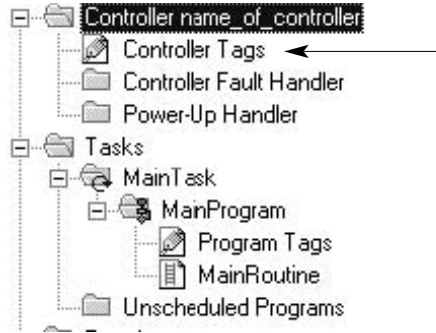 Controller name_of_controller
Controller Tags
Controller Fault Handler
Power-Up Handler
Tasks
MainTask
MainProgram
Program Tags
MainRoutine
Unscheduled Programs